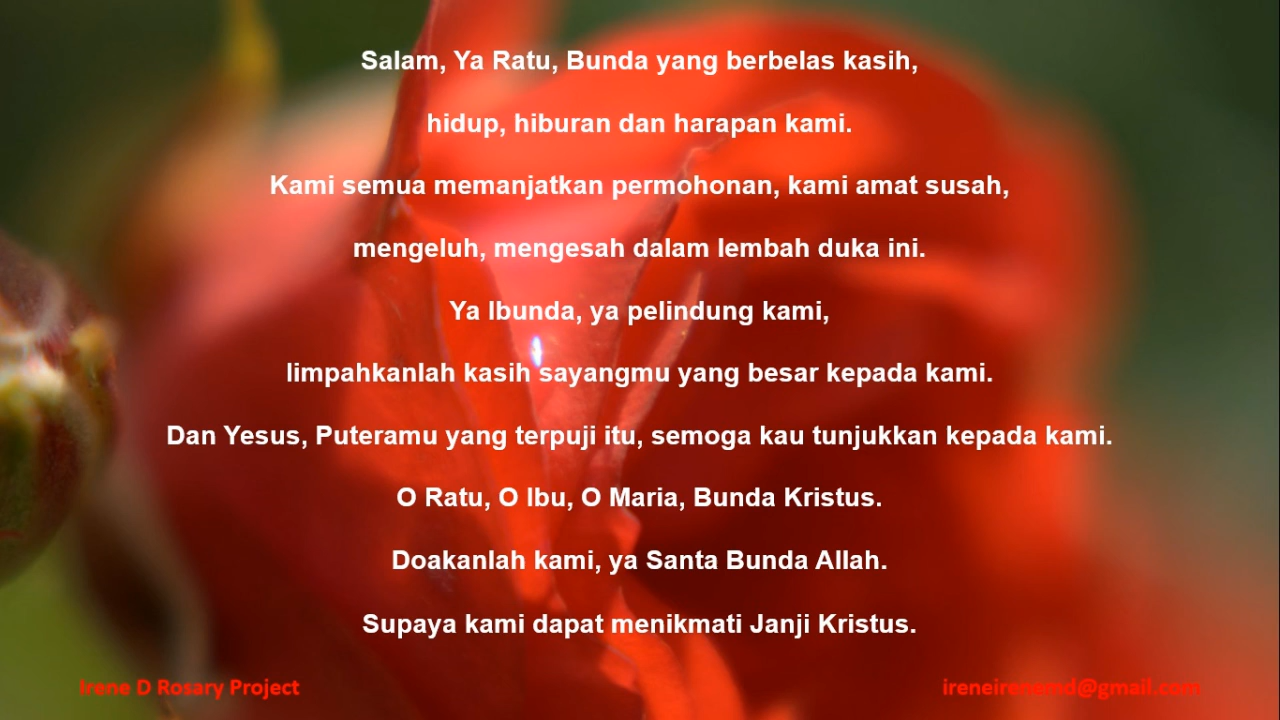 Salam, Ya Ratu, Bunda yang berbelas kasih,
hidup, hiburan dan harapan kami.
Kami semua memanjatkan permohonan, kami amat susah,
mengeluh, mengesah dalam lembah duka ini.
Ya Ibunda, ya pelindung kami,
limpahkanlah kasih sayangmu yang besar kepada kami.
Dan Yesus, Puteramu yang terpuji itu, semoga kau tunjukkan kepada kami.
O Ratu, O Ibu, O Maria, Bunda Kristus.
Doakanlah kami, ya Santa Bunda Allah.
Supaya kami dapat menikmati Janji Kristus.
Irene D Rosary Project
ireneirenemd@gmail.com